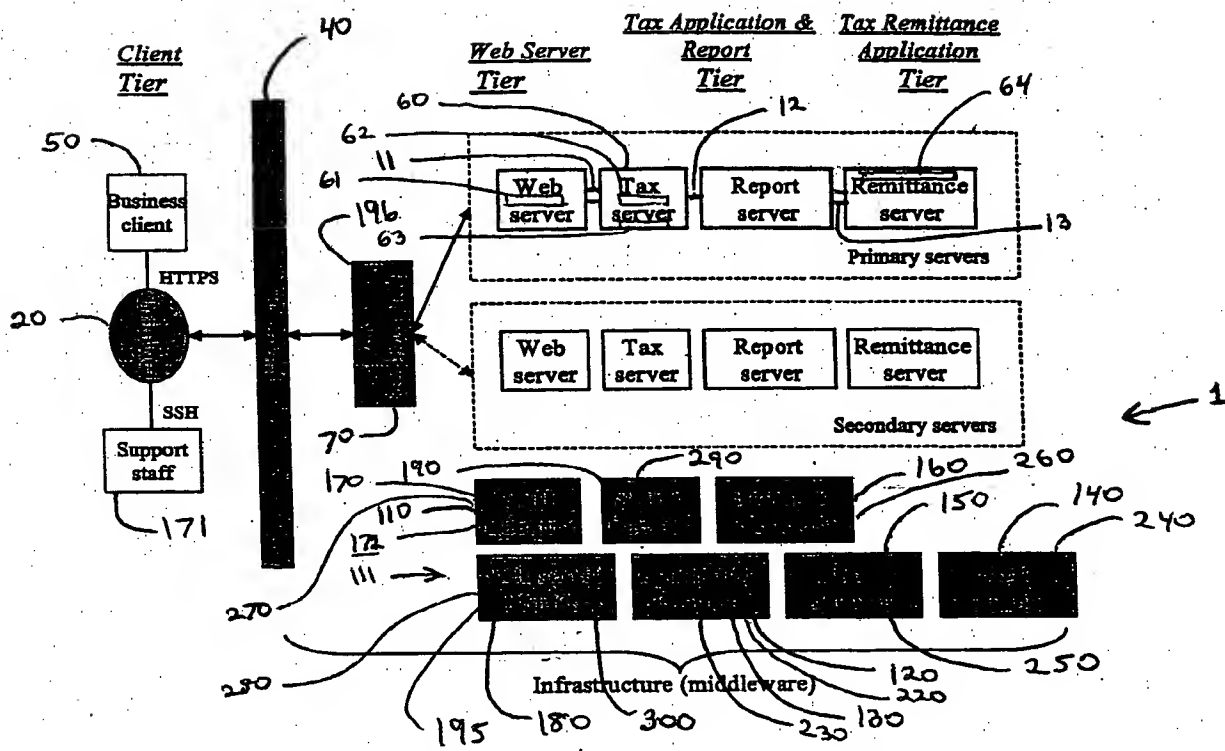 40
Client
Tier
Web Server
Tier
Tax Application &
Report
Tier
Tax Remittance
Application
Tier
50
60
62
11
61
12
64
Business
client
Web
server
Tax
server
Report
server
Remittance
server
196
63
13
Primary servers
HTTPS
20
Web
server
Tax
server
Report
server
Remittance
server
1
SSH
70
Secondary servers
Support
staff
171
170
190
290
160
260
270
110
172
111
150
140
240
280
195
180
300
Infrastructure (middleware)
230
130
220
120
250